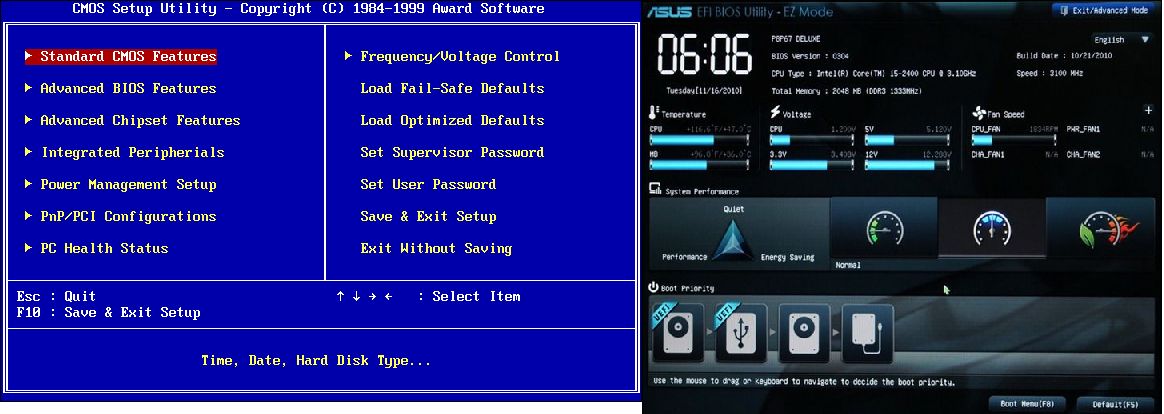 CMOS Setup Utility - Copyright (C) 1984-1999 Award Software
Standard CMOS Features
Advanced BIOS Features
Advanced Chipset Features
Integrated Peripherials
Power Management Setup
PnP/PCI Configurations
PC Health Status
Frequency/Voltage Control
Load Fail-Safe Defaults
Load Optimized Defaults
Set Supervisor Password
Set User Password
Save & Exit Setup
Exit Without Saving
Esc : Quit
F10 : Save & Exit Setup
↑ ↓ → ← : Select Item
Time, Date, Hard Disk Type...
ASUS EFI BIOS Utility - EZ Mode
Exit/Advanced Mode
06:06
Tuesday[11/16/2010]
P8P67 DELUXE
BIOS Version : 0304
CPU Type : Intel(R) Core(TM) i5-2400 CPU @ 3.10GHz
Total Memory : 2048 MB (DDR3 1333MHz)
English
Build Date : 10/21/2010
Speed : 3100 MHz
Temperature
CPU +116.6°F/+47.0°C
MB +96.0°F/+36.0°C
Voltage
CPU 1.200V 5V 5.120V
3.3V 3.408V 12V 12.288V
Fan Speed
CPU_FAN 1834RPM PWR_FAN1 N/A
CHA_FAN1 N/A CHA_FAN2 N/A
System Performance
Quiet
Performance
Energy Saving
Normal
Boot Priority
UEFI
UEFI
Use the mouse to drag or keyboard to navigate to decide the boot priority.
Boot Menu(F8)
Default(F5)